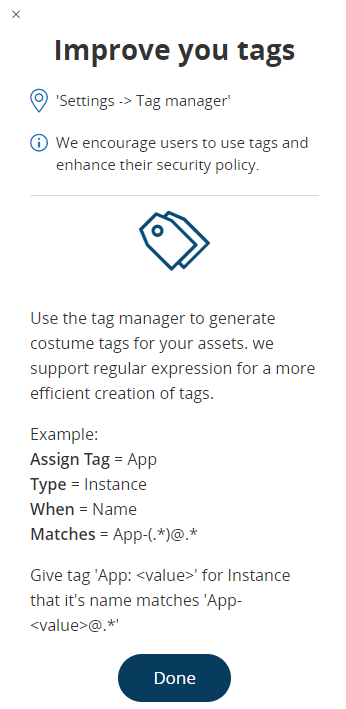 Improve you tags
'Settings -> Tag manager'
We encourage users to use tags and
enhance their security policy.
Use the tag manager to generate
costume tags for your assets. we
support regular expression for a more
efficient creation of tags.
Example:
Assign Tag = App
Type = Instance
When = Name
Matches = App-(.*)@.*
Give tag 'App: <value>' for Instance
that it's name matches 'App-
<value>@.*'
Done